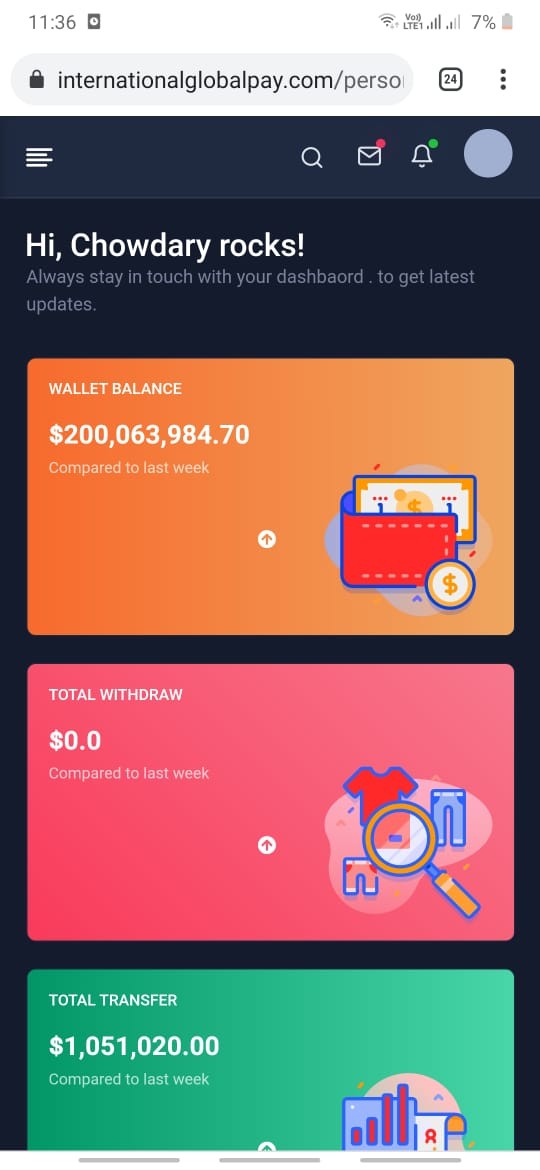 11:36
Vo))
LTE1
7%
internationalglobalpay.com/perso
24
Hi, Chowdary rocks!
Always stay in touch with your dashbaord . to get latest
updates.
WALLET BALANCE
$200,063,984.70
Compared to last week
1
$
1
$
TOTAL WITHDRAW
$0.0
Compared to last week
TOTAL TRANSFER
$1,051,020.00
Compared to last week